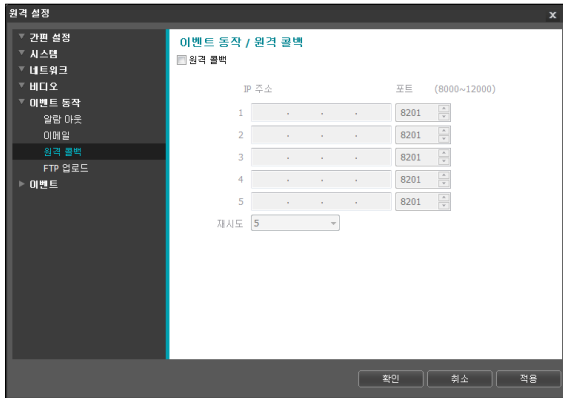 원격 설정 x
간편 설정
시스템
네트워크
비디오
이벤트 동작
알람 아웃
이메일
원격 콜백
FTP 업로드
이벤트
이벤트 동작 / 원격 콜백
원격 콜백
IP 주소 포트 (8000~12000)
1 . . . 8201
2 . . . 8201
3 . . . 8201
4 . . . 8201
5 . . . 8201
재시도 5
확인 취소 적용